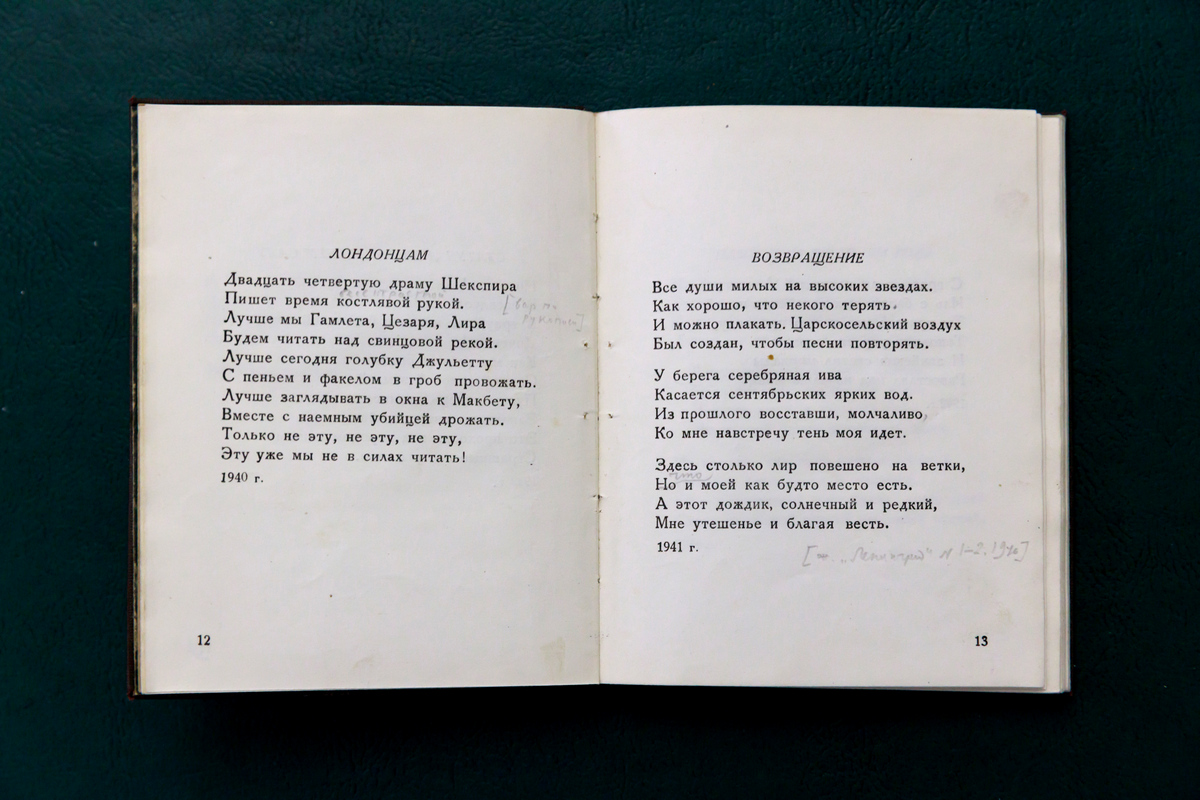 ЛОНДОНЦАМ
Двадцать четвертую драму Шекспира
Пишет время костлявой рукой.
Лучше мы Гамлета, Цезаря, Лира
Будем читать над свинцовой рекой.
Лучше сегодня голубку Джульетту
С пеньем и факелом в гроб провожать.
Лучше заглядывать в окна к Макбету,
Вместе с наемным убийцей дрожать.
Только не эту, не эту, не эту,
Эту уже мы не в силах читать!
1940 г.
12
ВОЗВРАЩЕНИЕ
Все души милых на высоких звездах.
Как хорошо, что некого терять.
И можно плакать. Царскосельский воздух
Был создан, чтобы песни повторять.
У берега серебряная ива
Касается сентябрьских ярких вод.
Из прошлого восставши, молчаливо
Ко мне навстречу тень моя идет.
Здесь столько лир повешено на ветки,
что
Но и моей как будто место есть.
А этот дождик, солнечный и редкий,
Мне утешенье и благая весть.
1941 г.
"Ленинград" N 1-2.
13